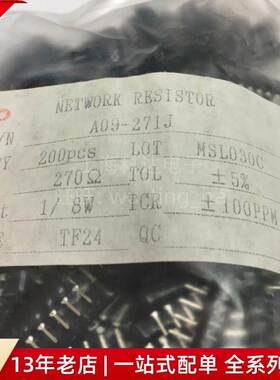 NETWORK RESISTOR
/N A09-271J
QY 200pcs LOT MSL030C
270Ω TOL ±5%
t 1/8W TCR ±100PPM
E TF24 QC
13年老店 | 一站式配单 全系列